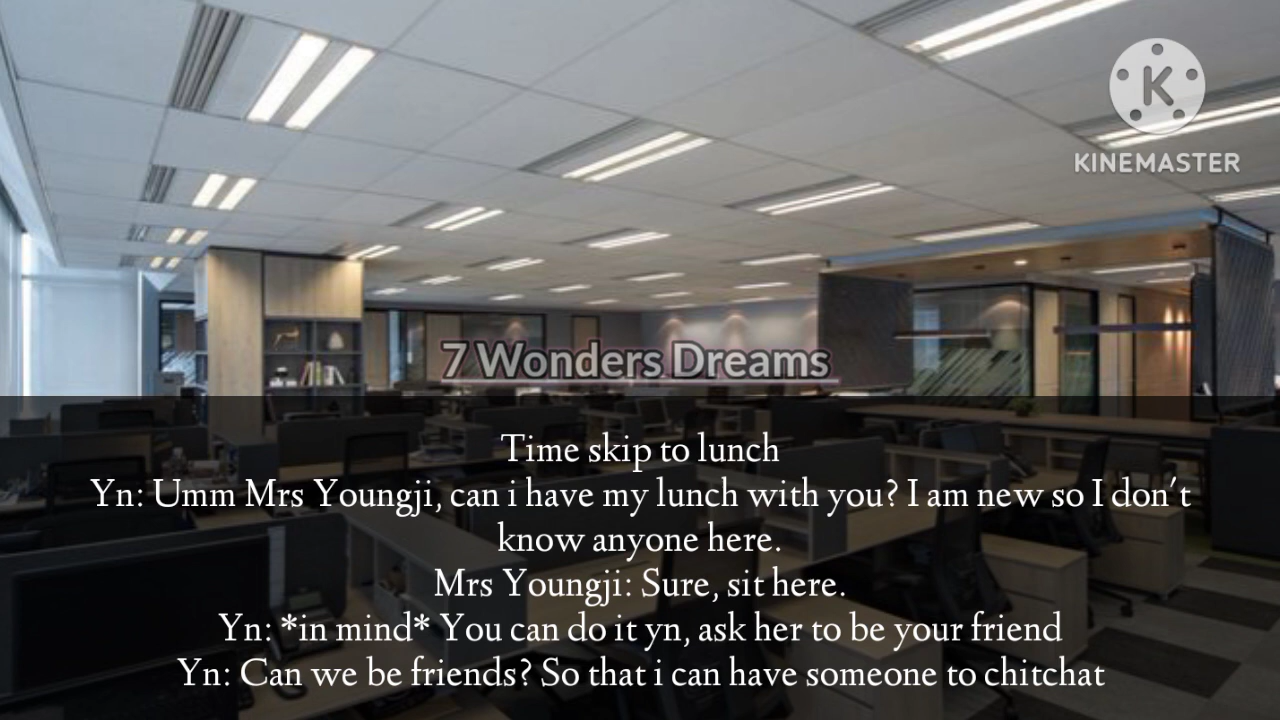 KINEMASTER
7 Wonders Dreams
Time skip to lunch
Yn: Umm Mrs Youngji, can i have my lunch with you? I am new so I don't
know anyone here.
Mrs Youngji: Sure, sit here.
Yn: *in mind* You can do it yn, ask her to be your friend
Yn: Can we be friends? So that i can have someone to chitchat